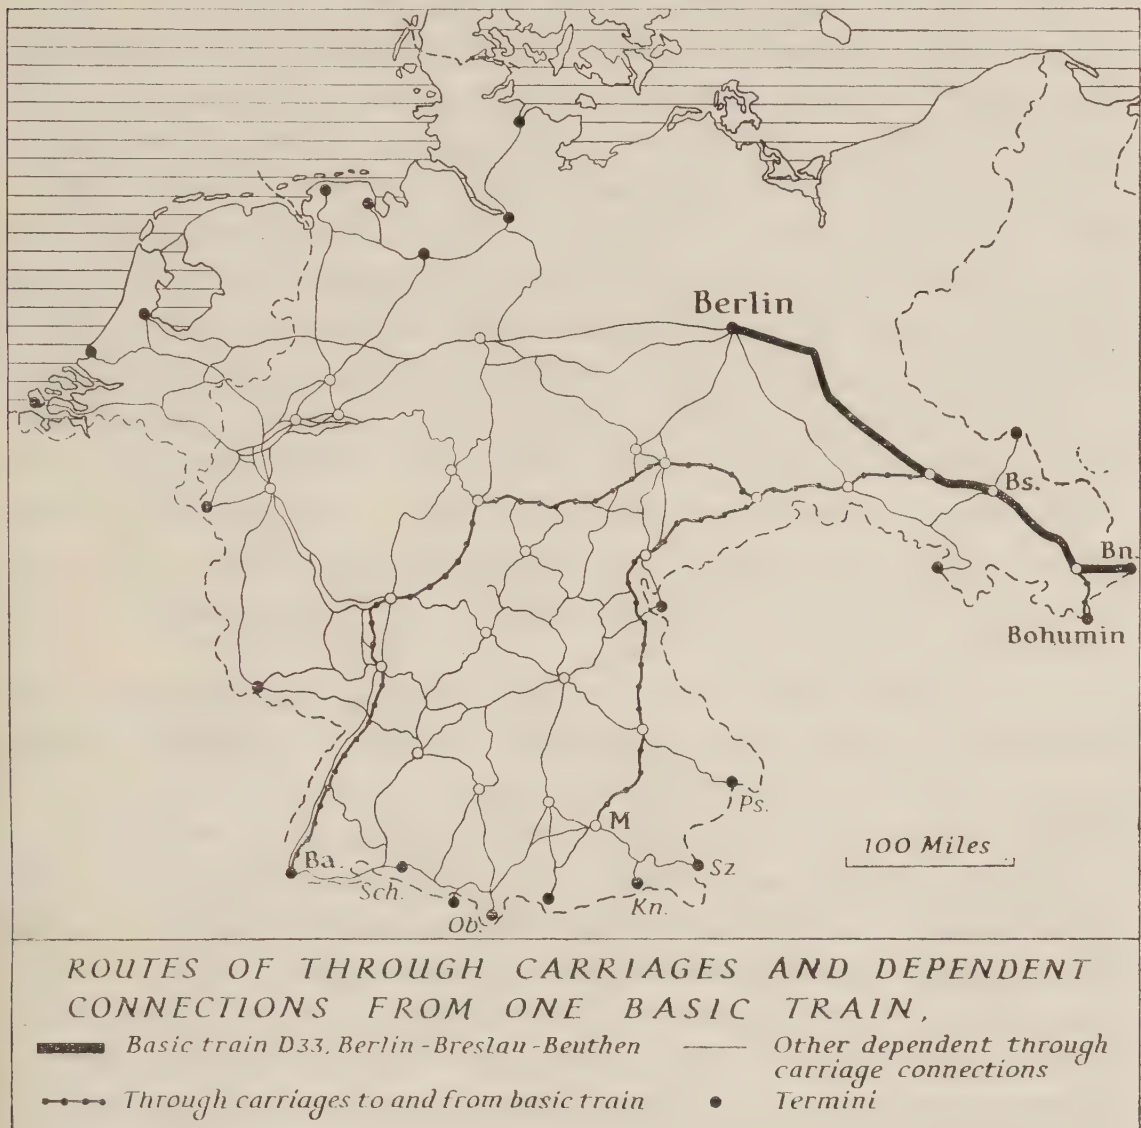 Berlin
Bs.
Bn.
Bohumin
M
Ps.
100 Miles
Ba.
Sch.
Ob.
Kn.
Sz
ROUTES OF THROUGH CARRIAGES AND DEPENDENT
CONNECTIONS FROM ONE BASIC TRAIN,
Basic train D33, Berlin-Breslau-Beuthen
Other dependent through
carriage connections
Through carriages to and from basic train
Termini